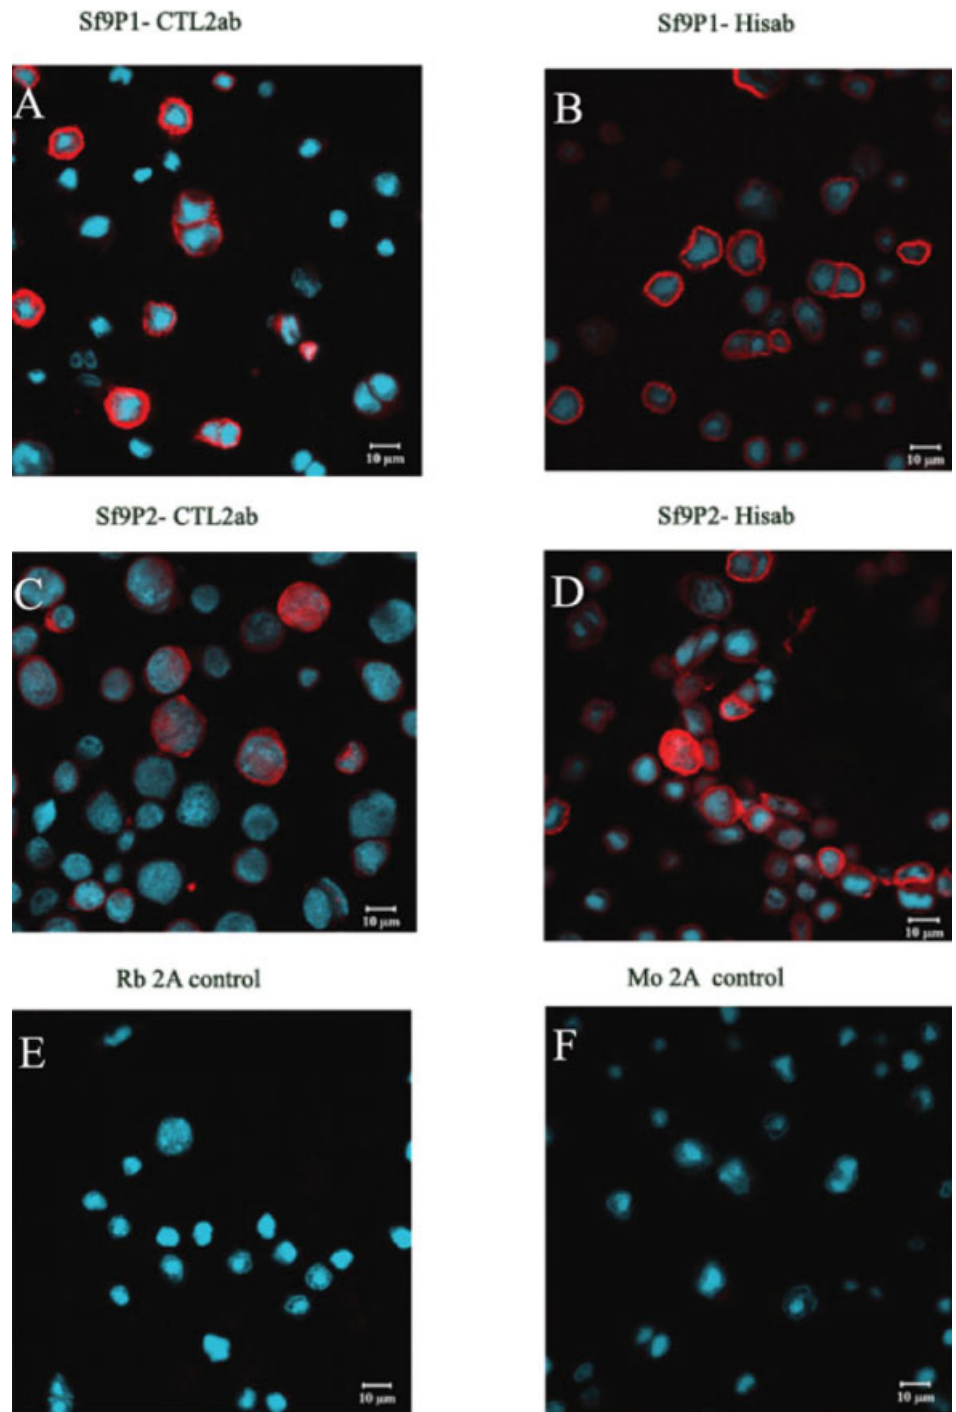 Sf9P1- CTL2ab
Sf9P1- Hisab
A
B
10 μm
10 μm
Sf9P2- CTL2ab
Sf9P2- Hisab
C
D
10 μm
10 μm
Rb 2A control
Mo 2A control
E
F
10 μm
10 μm